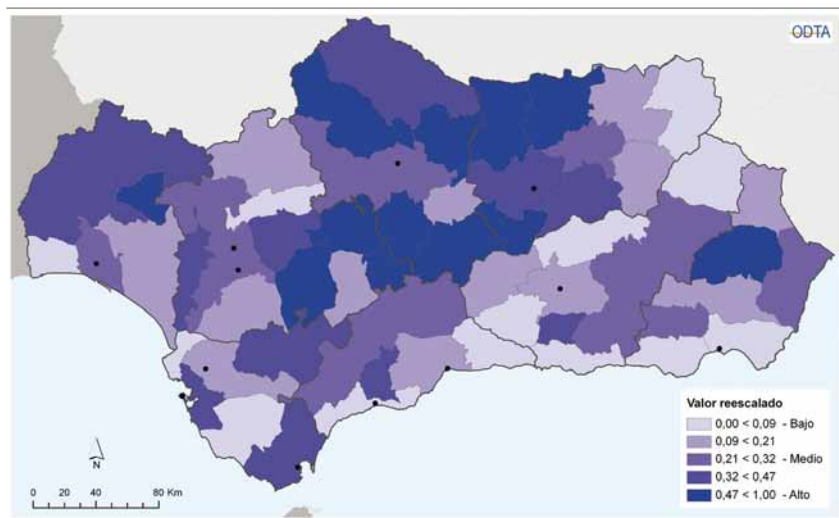 ODTA
Valor reescalado
0,00 < 0,09 - Bajo
0,09 < 0,21
0,21 < 0,32 - Medio
0,32 < 0,47
0,47 < 1,00 - Alto
N
0 20 40 80 Km